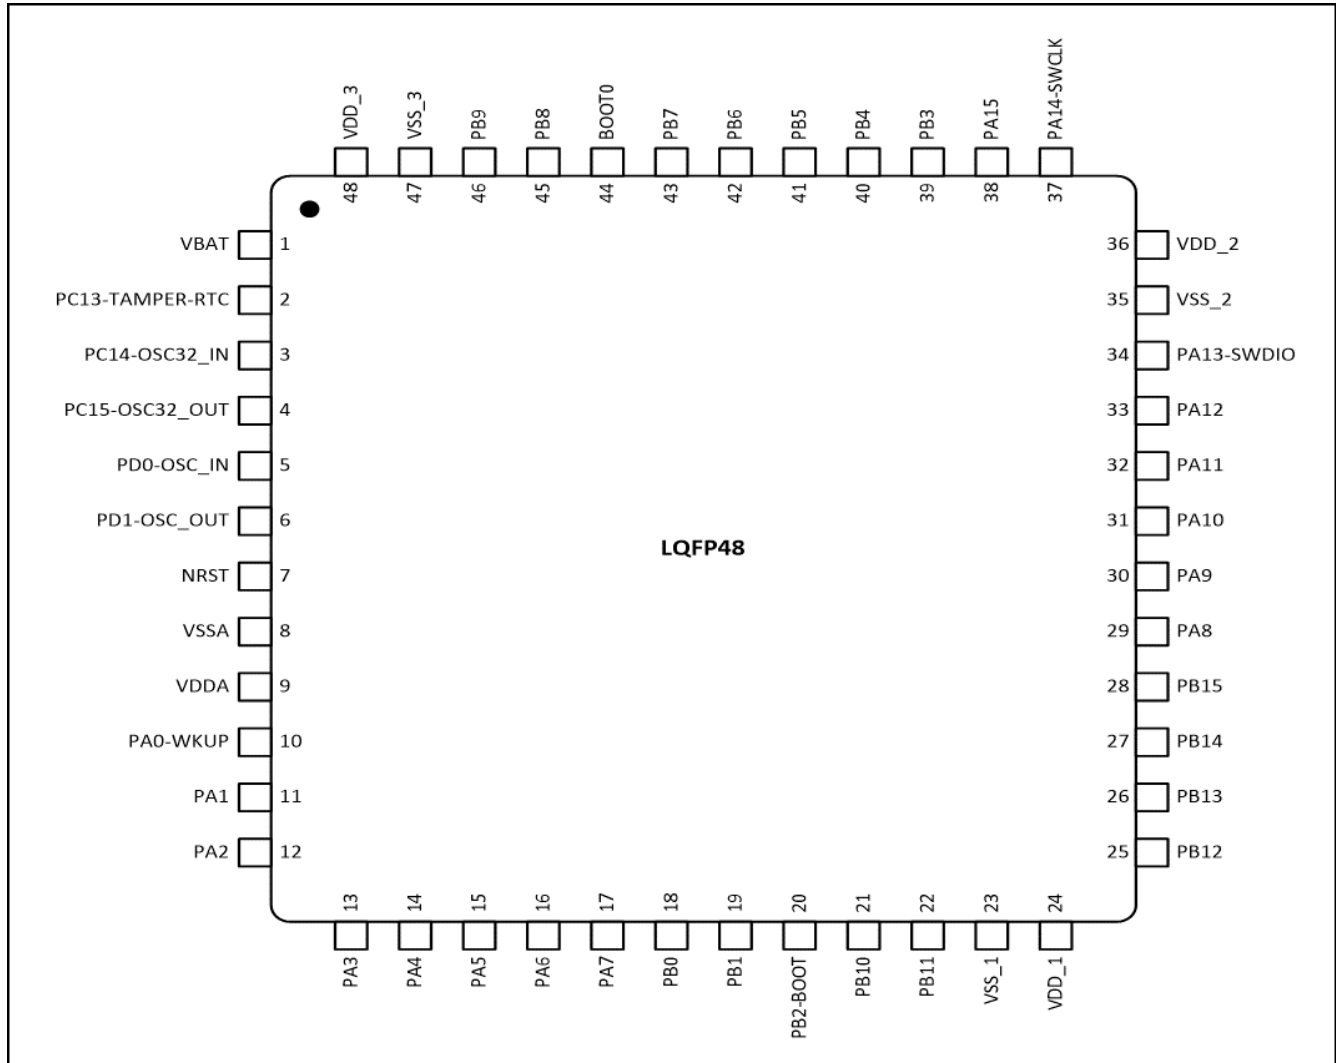 VDD_3
VSS_3
PB9
PB8
BOOT0
PB7
PB6
PB5
PB4
PB3
PA15
PA14-SWCLK
48
47
46
45
44
43
42
41
40
39
38
37
VBAT 1
PC13-TAMPER-RTC 2
PC14-OSC32_IN 3
PC15-OSC32_OUT 4
PD0-OSC_IN 5
PD1-OSC_OUT 6
NRST 7
VSSA 8
VDDA 9
PA0-WKUP 10
PA1 11
PA2 12
LQFP48
36 VDD_2
35 VSS_2
34 PA13-SWDIO
33 PA12
32 PA11
31 PA10
30 PA9
29 PA8
28 PB15
27 PB14
26 PB13
25 PB12
13
14
15
16
17
18
19
20
21
22
23
24
PA3
PA4
PA5
PA6
PA7
PB0
PB1
PB2-BOOT
PB10
PB11
VSS_1
VDD_1